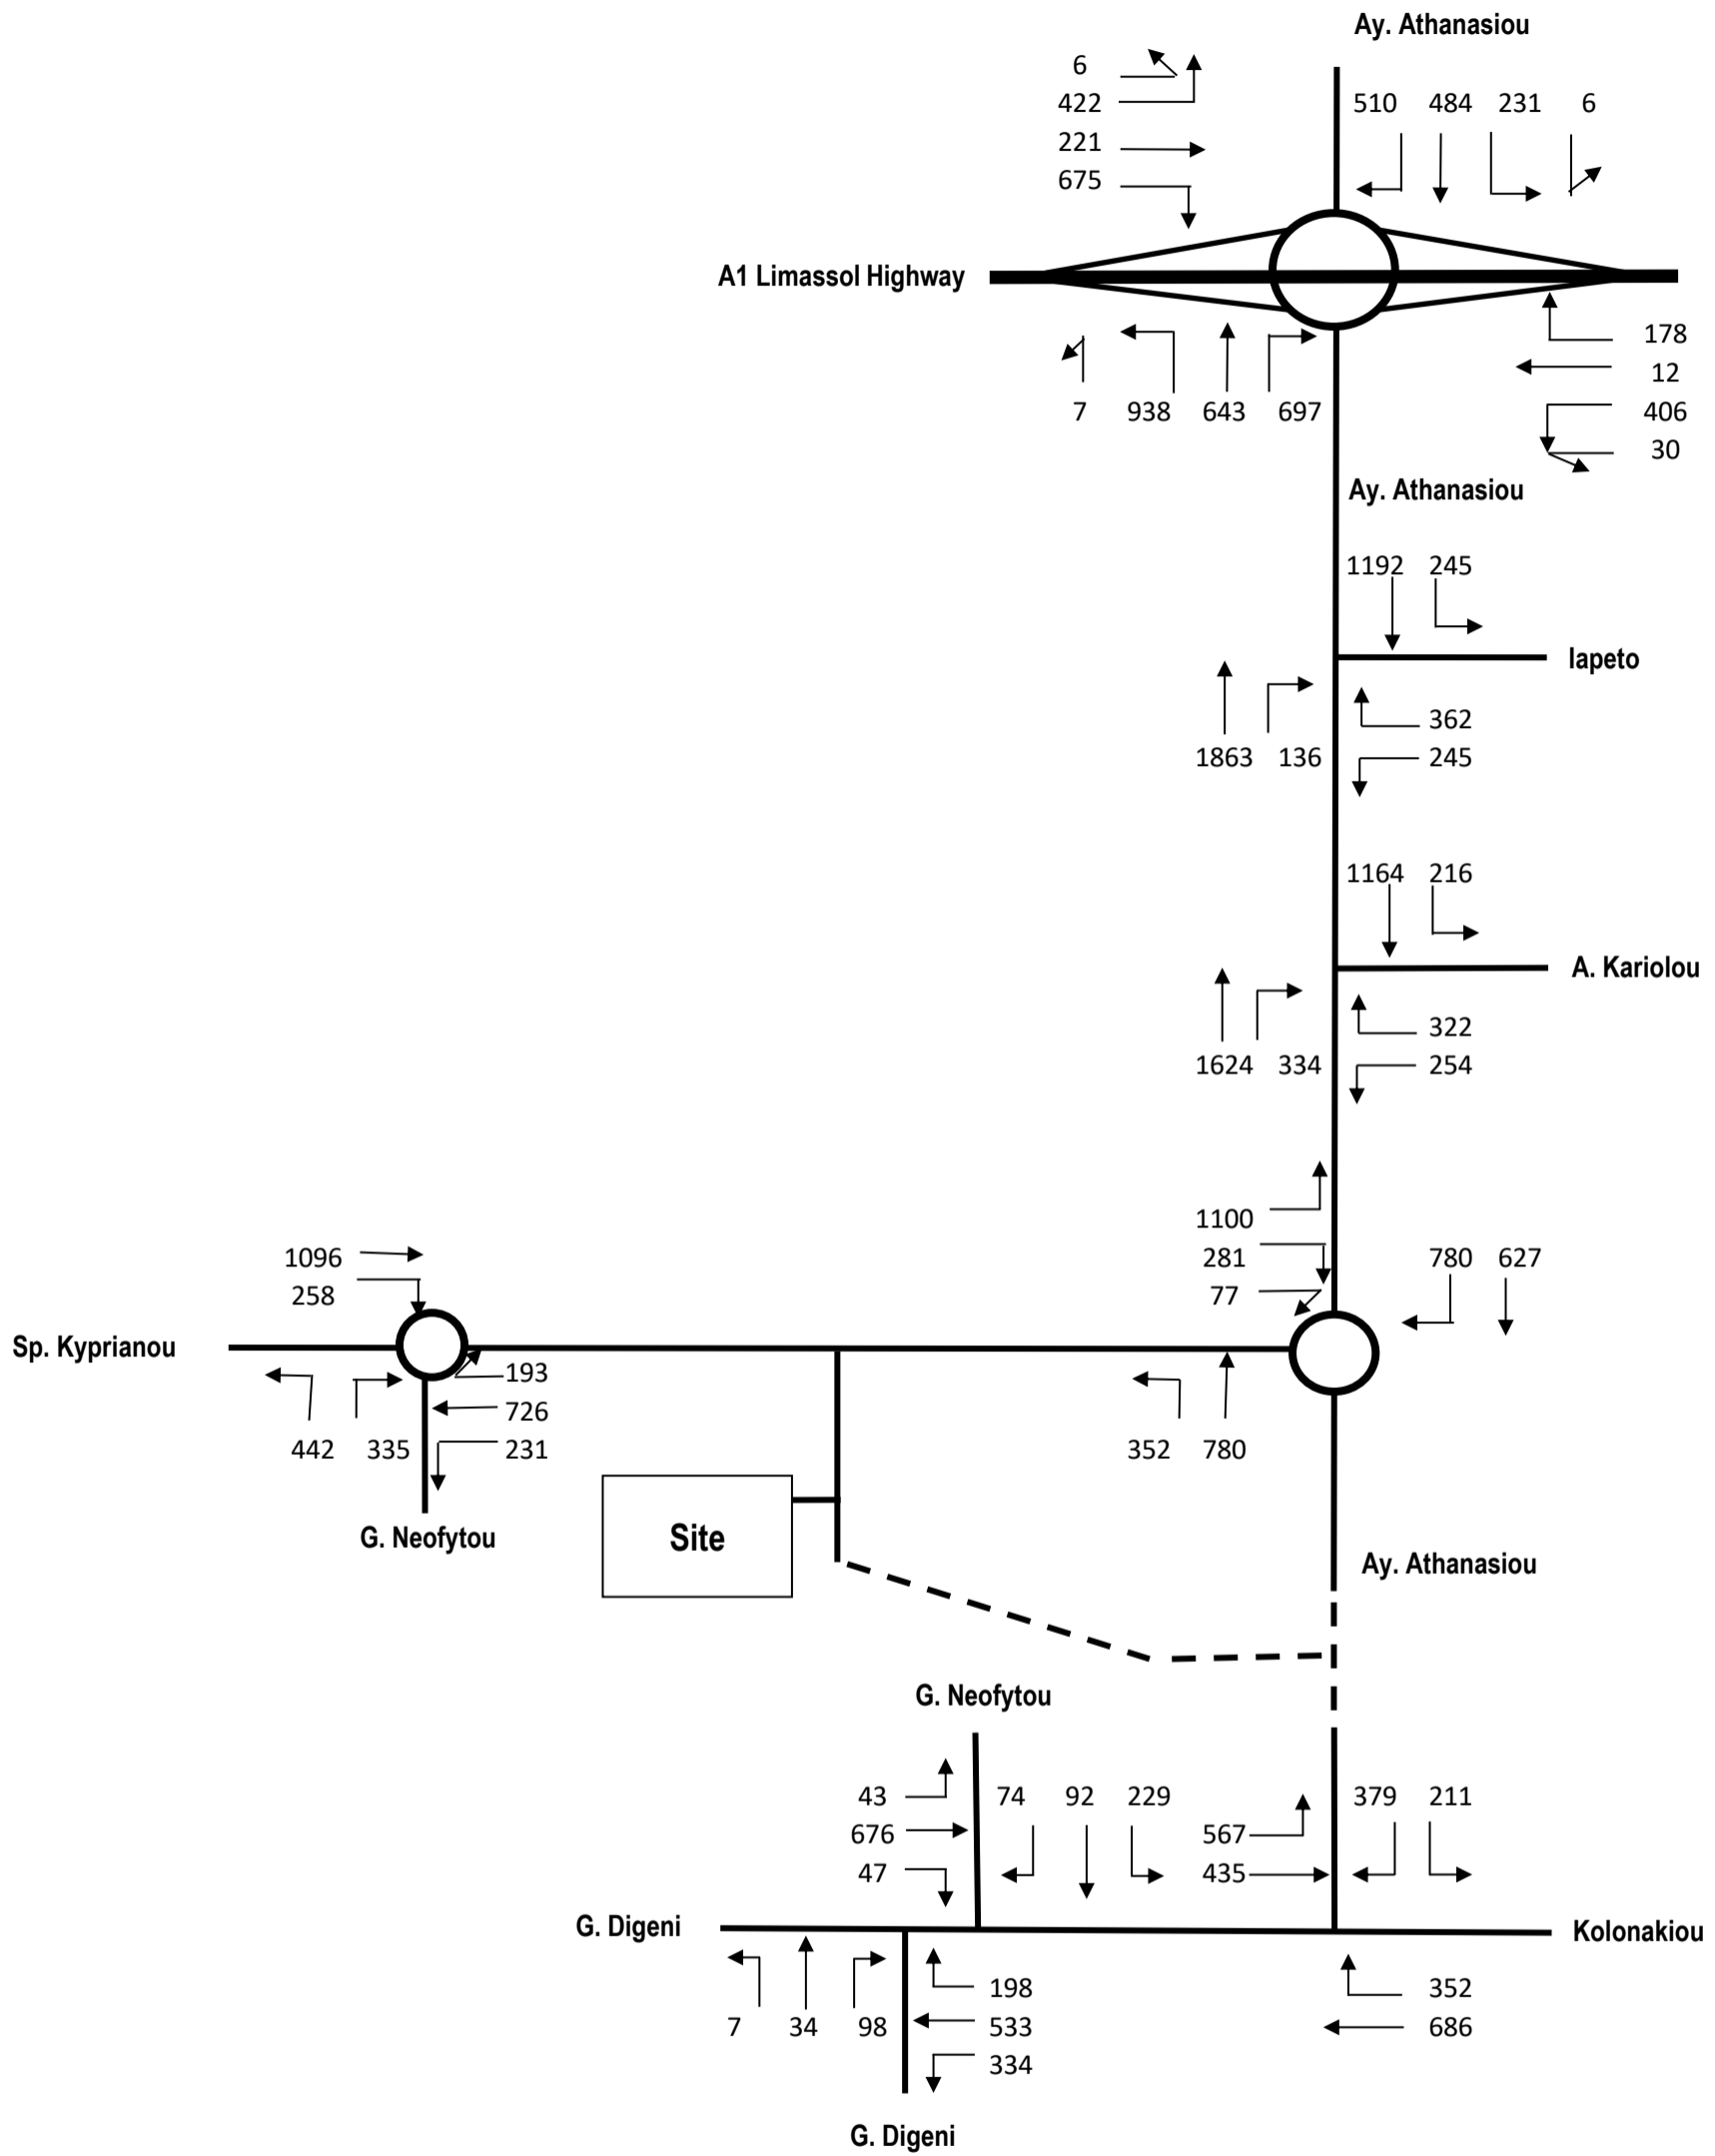 Ay. Athanasiou
6
422
221
675
510 484 231 6
A1 Limassol Highway
178
12
406
30
7 938 643 697
Ay. Athanasiou
1192 245
Iapeto
362
245
1863 136
1164 216
A. Kariolou
322
254
1624 334
1100
281
77
780 627
1096
258
Sp. Kyprianou
193
726
231
442 335
352 780
G. Neofytou
Site
Ay. Athanasiou
G. Neofytou
43
676
47
74 92 229
567
435
379 211
G. Digeni
Kolonakiou
198
533
334
7 34 98
352
686
G. Digeni